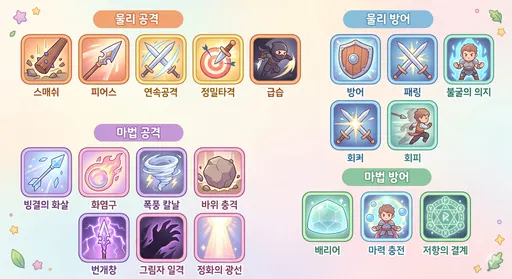 물리 공격
스매쉬 피어스 연속공격 정밀타격 급습
마법 공격
빙결의 화살 화염구 폭풍 칼날 바위 충격
번개창 그림자 일격 정화의 광선
물리 방어
방어 패링 불굴의 의지
회피
마법 방어
배리어 마력 충전 저항의 결계